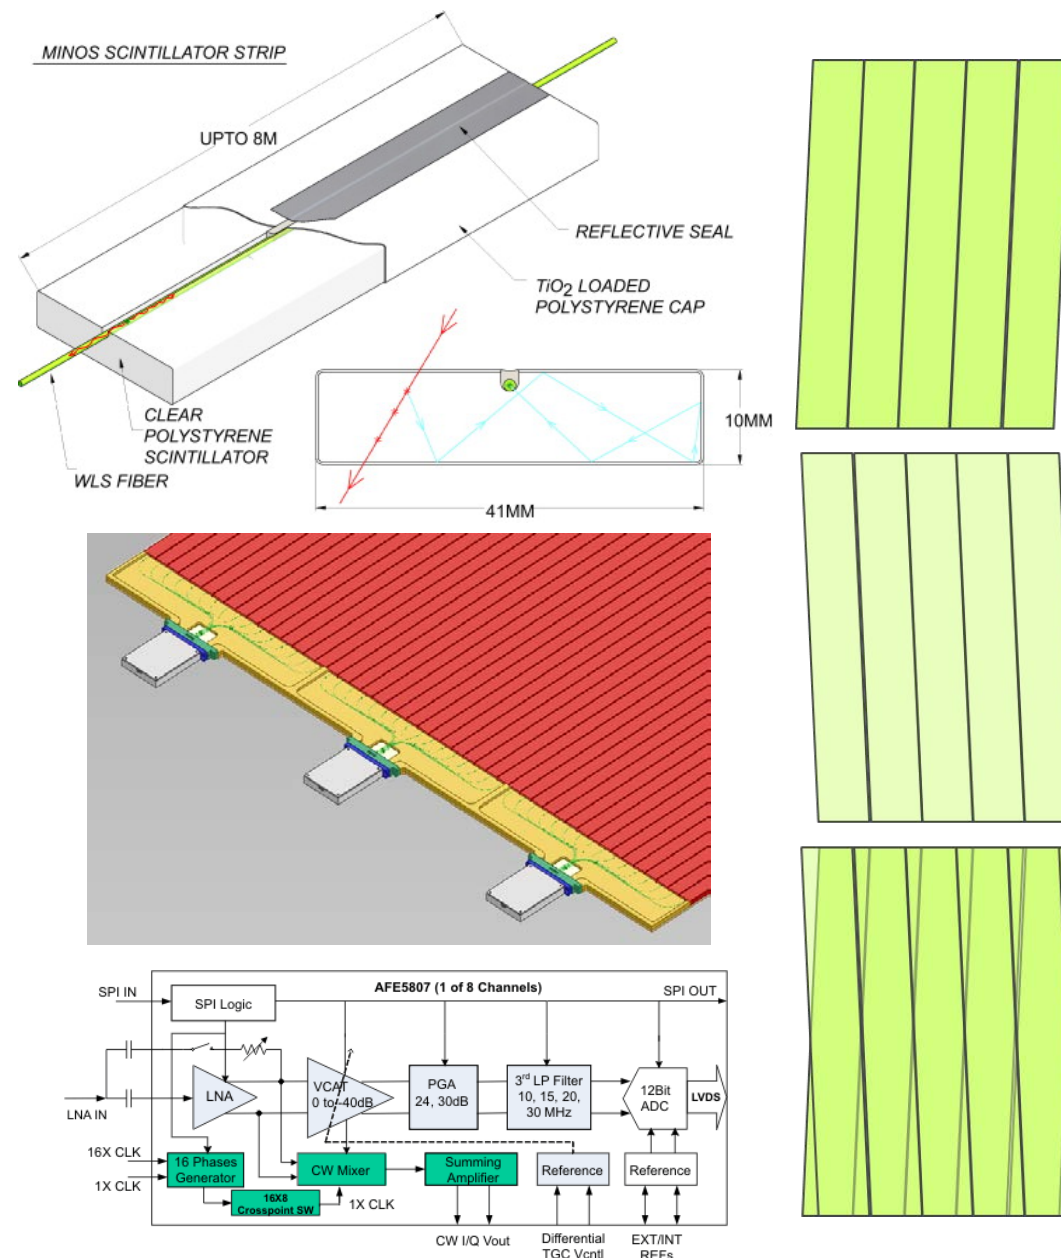 MINOS SCINTILLATOR STRIP
UPTO 8M
REFLECTIVE SEAL
TiO2 LOADED
POLYSTYRENE CAP
CLEAR
POLYSTYRENE
SCINTILLATOR
WLS FIBER
10MM
41MM
AFE5807 (1 of 8 Channels)
SPI IN
SPI Logic
SPI OUT
LNA
LNA IN
VCAT
0 to -40dB
PGA
24, 30dB
3rd LP Filter
10, 15, 20,
30 MHz
12Bit
ADC
LVDS
16X CLK
1X CLK
16 Phases
Generator
CW Mixer
Summing
Amplifier
Reference
Reference
16X8
Crosspoint SW
1X CLK
CW I/Q Vout
Differential
TGC Vcntl
EXT/INT
REFs